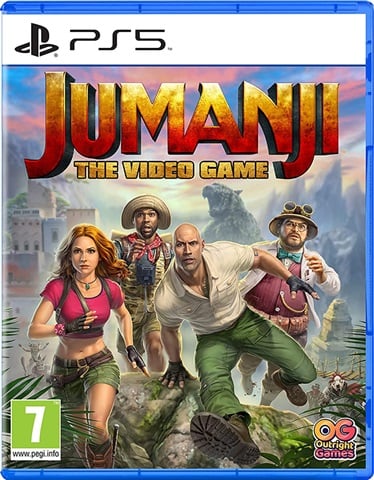 PS5
JUMANJI
THE VIDEO GAME
7
www.pegi.info
OG
Outright
Games